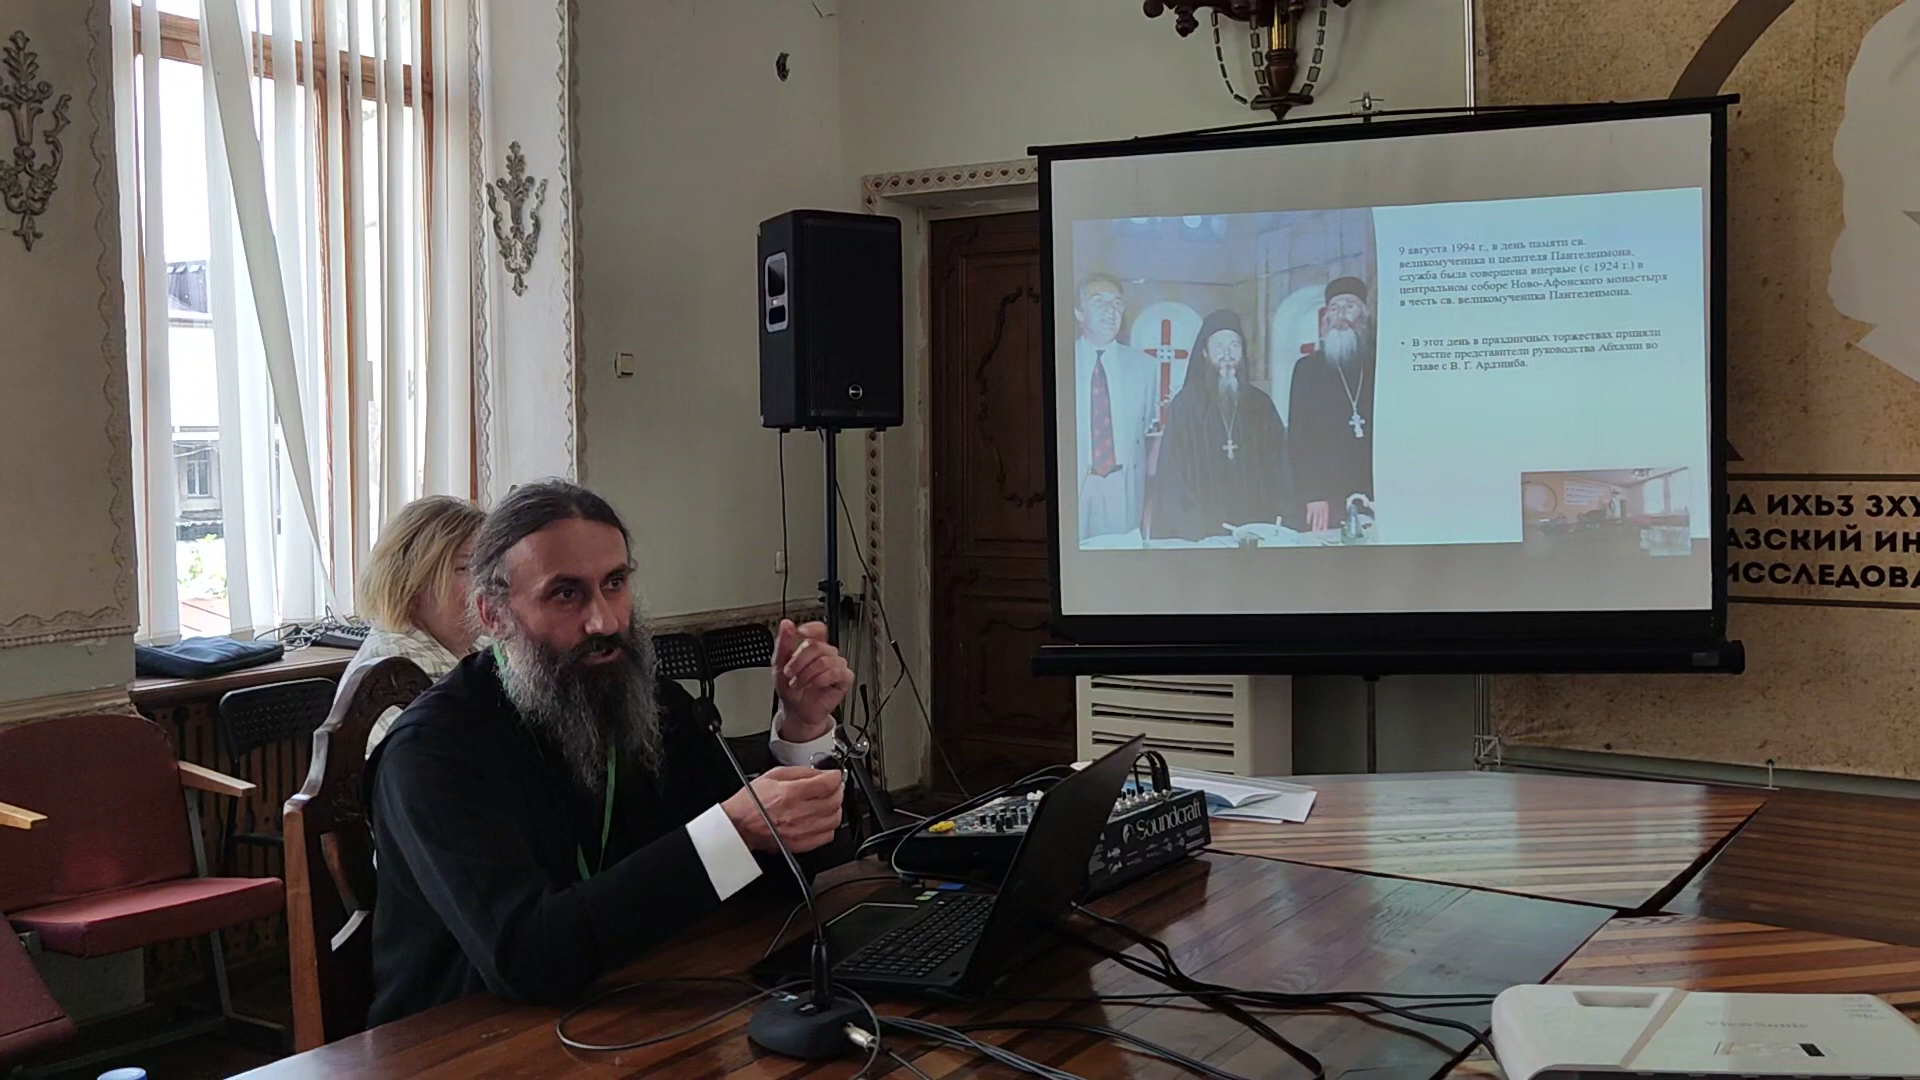 9 августа 1994 г., в день памяти св.
великомученика и целителя Пантелеимона,
служба была совершена впервые (с 1924 г.) в
центральном соборе Ново-Афонского монастыря
в честь св. великомученика Пантелеимона.
• В этот день в праздничных торжествах приняли
участие представители руководства Абхазии во
главе с В. Г. Ардзинба.
ИА ИХЬЗ ЗХУ
АЗСКИЙ ИН
ИССЛЕДОВА
Soundcraft
ViewSonic